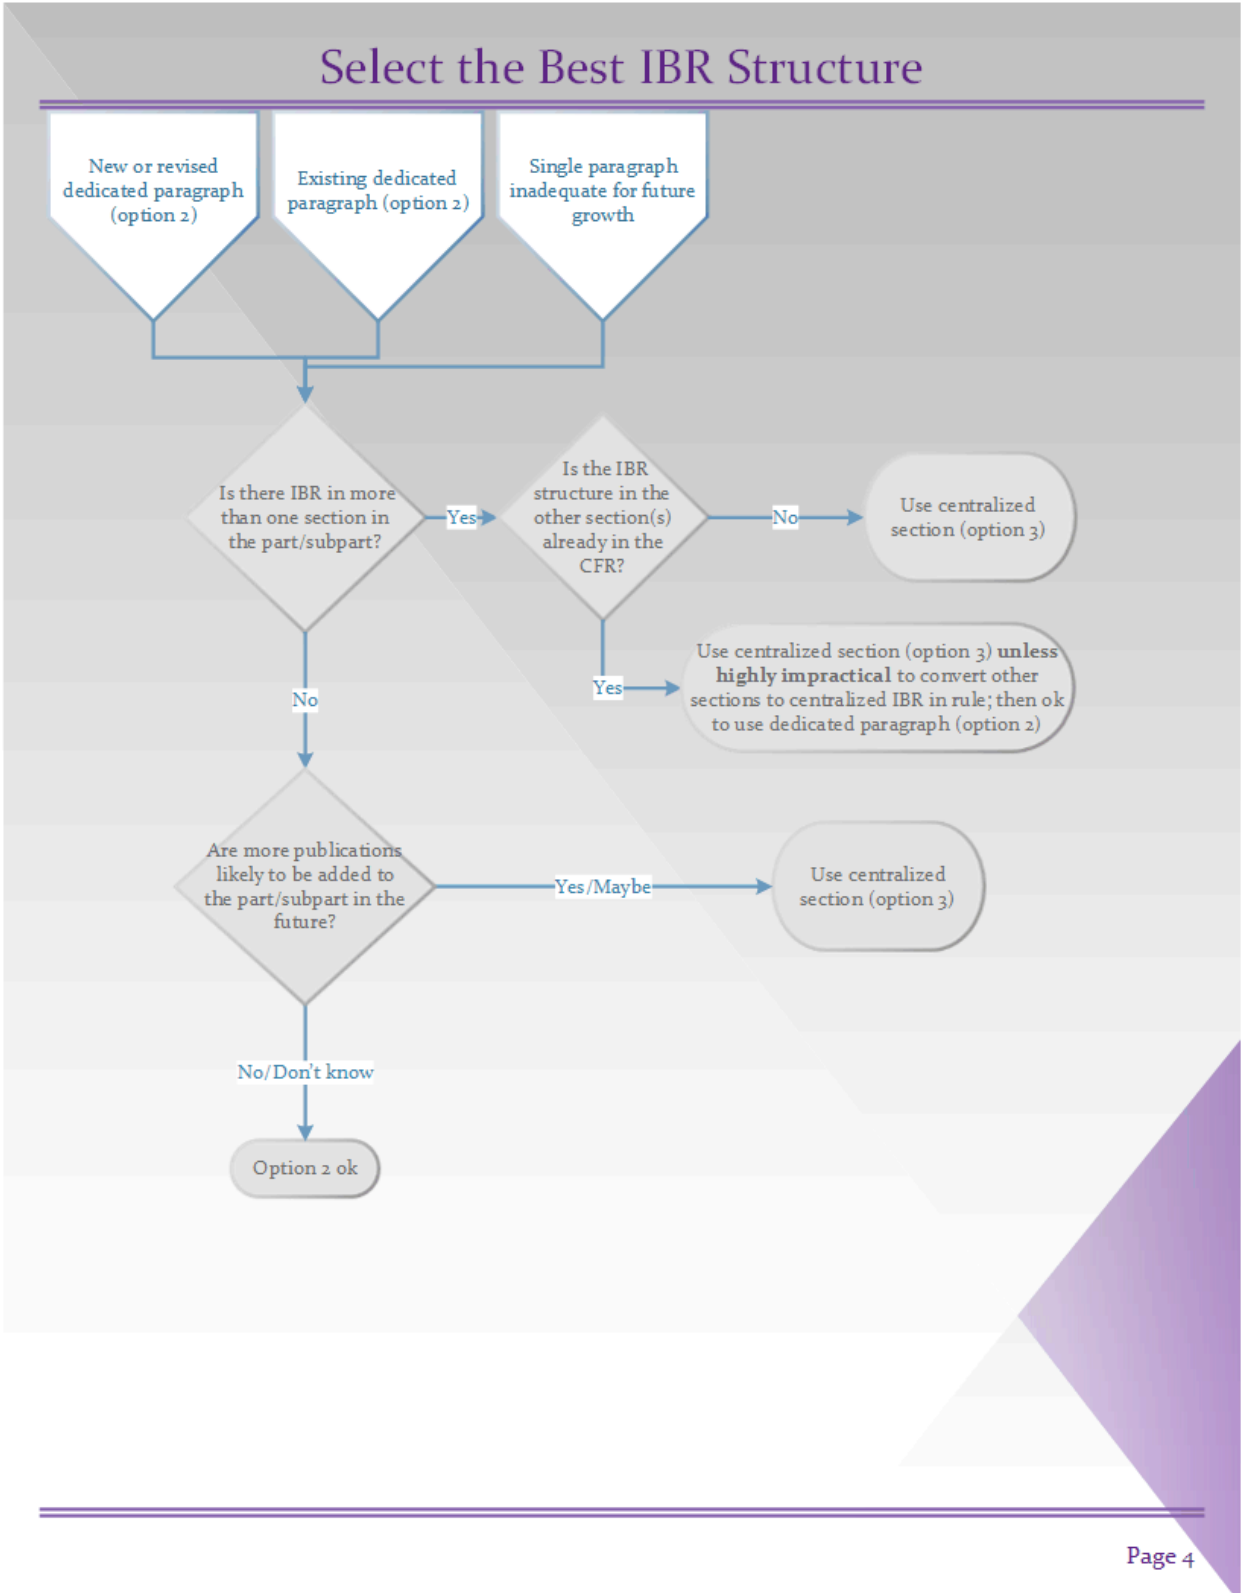 Select the Best IBR Structure
New or revised
dedicated paragraph
(option 2)
Existing dedicated
paragraph (option 2)
Single paragraph
inadequate for future
growth
Is there IBR in more
than one section in
the part/subpart?
Yes
Is the IBR
structure in the
other section(s)
already in the
CFR?
No
Use centralized
section (option 3)
Yes
Use centralized section (option 3) unless
highly impractical to convert other
sections to centralized IBR in rule; then ok
to use dedicated paragraph (option 2)
No
Are more publications
likely to be added to
the part/subpart in the
future?
Yes/Maybe
Use centralized
section (option 3)
No/Don't know
Option 2 ok
Page 4